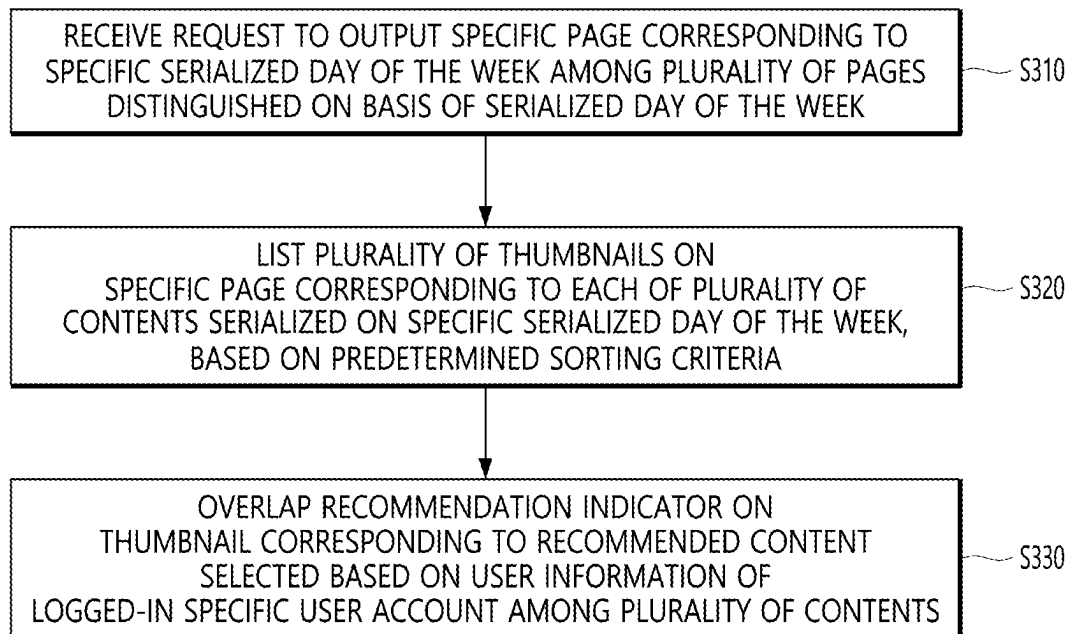 RECEIVE REQUEST TO OUTPUT SPECIFIC PAGE CORRESPONDING TO
SPECIFIC SERIALIZED DAY OF THE WEEK AMONG PLURALITY OF PAGES
DISTINGUISHED ON BASIS OF SERIALIZED DAY OF THE WEEK
S310
LIST PLURALITY OF THUMBNAILS ON
SPECIFIC PAGE CORRESPONDING TO EACH OF PLURALITY OF
CONTENTS SERIALIZED ON SPECIFIC SERIALIZED DAY OF THE WEEK,
BASED ON PREDETERMINED SORTING CRITERIA
S320
OVERLAP RECOMMENDATION INDICATOR ON
THUMBNAIL CORRESPONDING TO RECOMMENDED CONTENT
SELECTED BASED ON USER INFORMATION OF
LOGGED-IN SPECIFIC USER ACCOUNT AMONG PLURALITY OF CONTENTS
S330